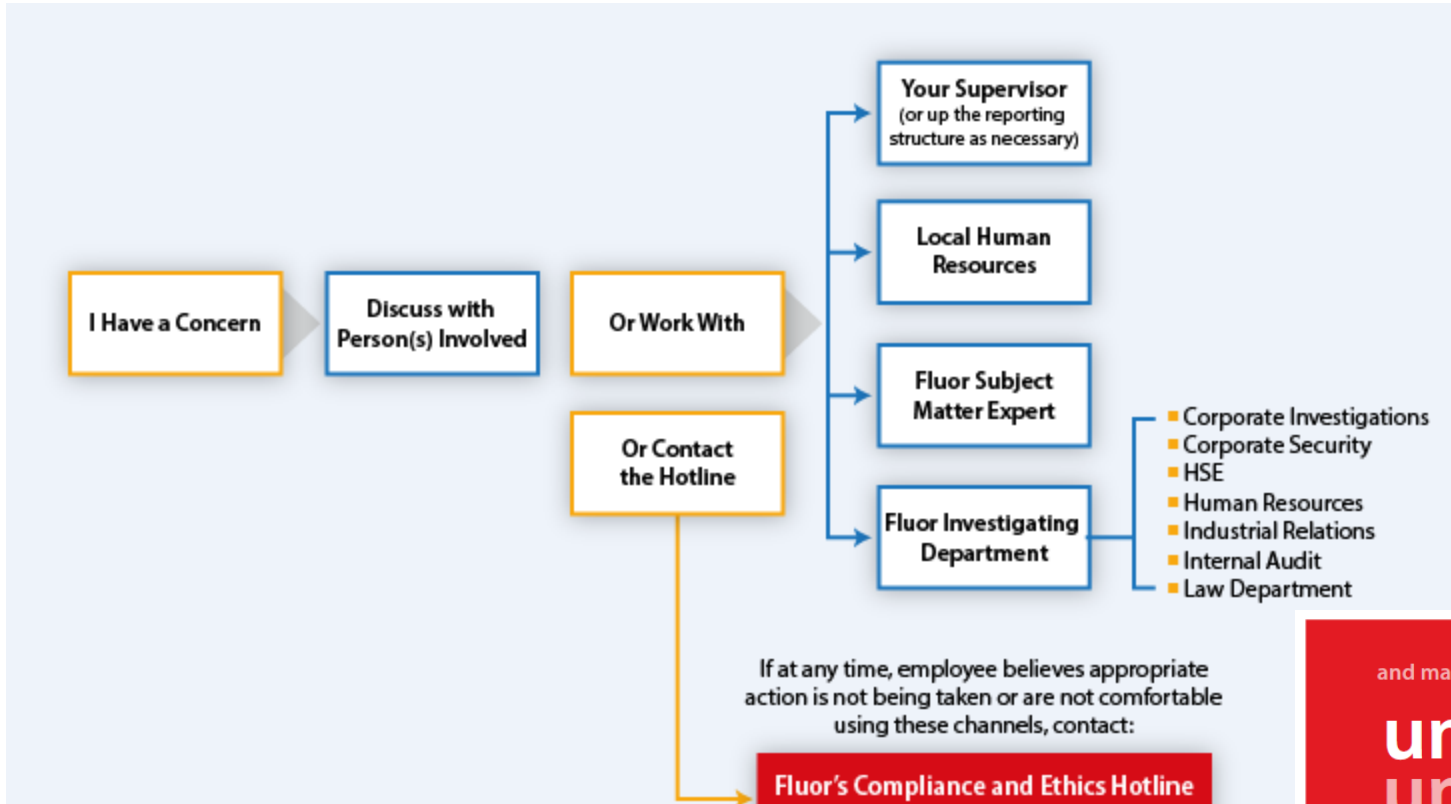 Your Supervisor
(or up the reporting
structure as necessary)
Local Human
Resources
I Have a Concern
Discuss with
Person(s) Involved
Or Work With
Fluor Subject
Matter Expert
Or Contact
the Hotline
Fluor Investigating
Department
Corporate Investigations
Corporate Security
HSE
Human Resources
Industrial Relations
Internal Audit
Law Department
If at any time, employee believes appropriate
action is not being taken or are not comfortable
using these channels, contact:
Fluor's Compliance and Ethics Hotline
and